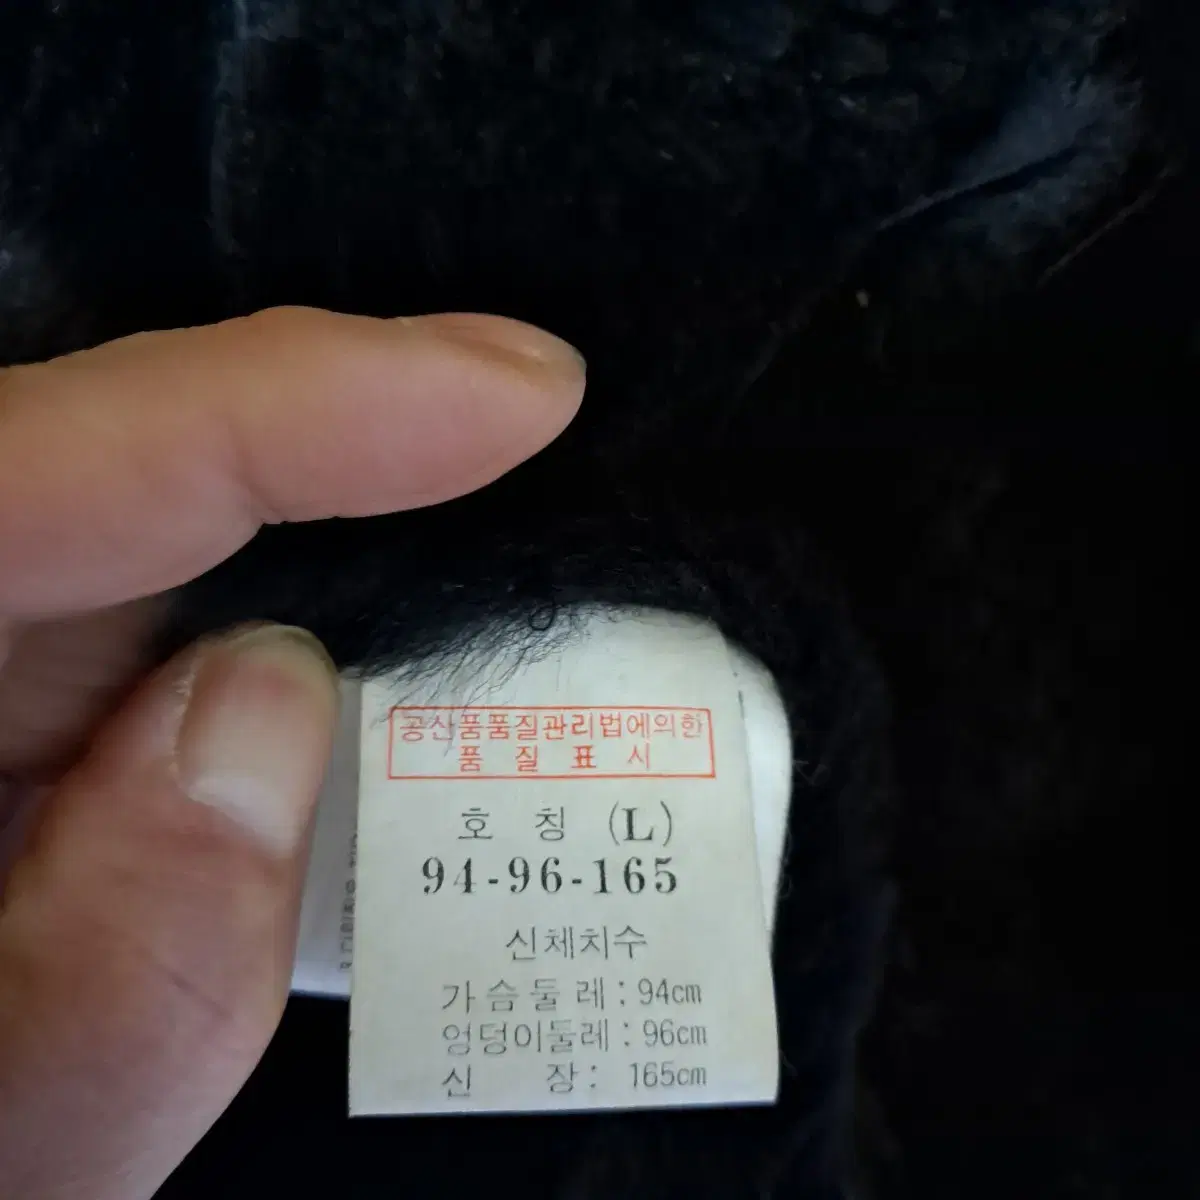 공산품품질관리법에의한
품 질 표 시
호 칭 (L)
94-96-165
신체치수
가 슴 둘 레 : 94cm
엉덩이둘레 : 96cm
신 장 : 165cm